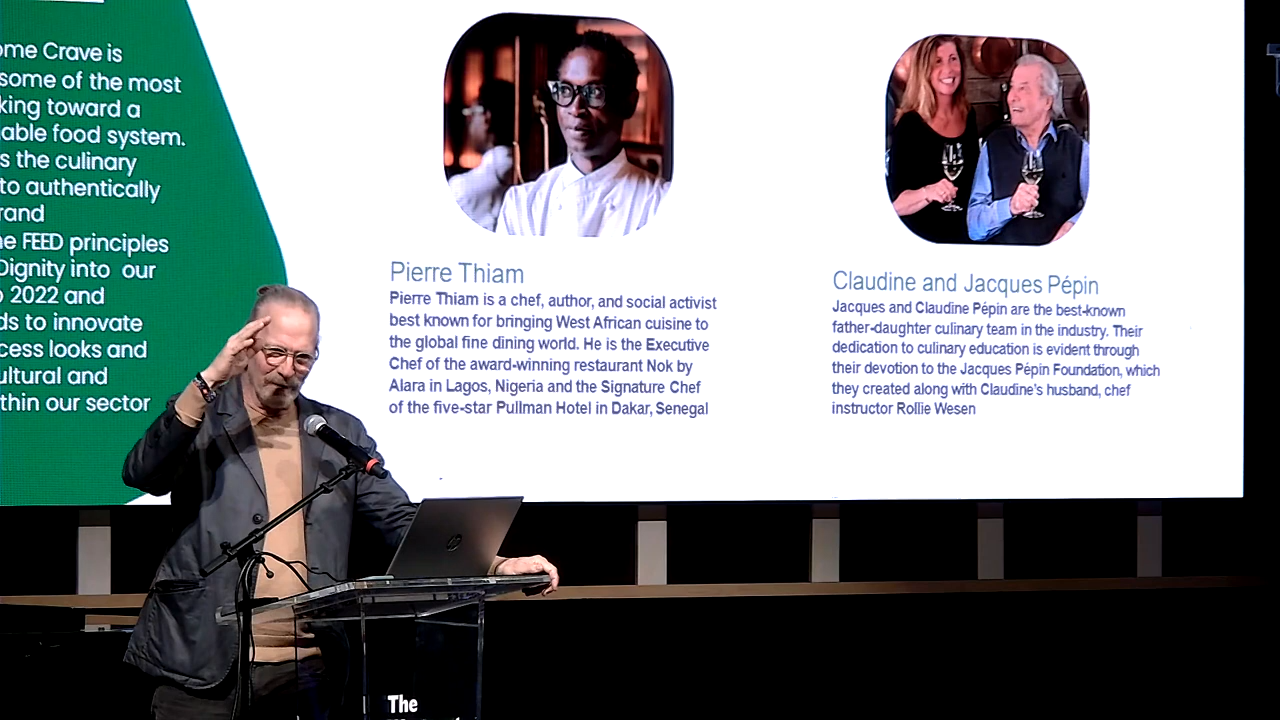 ome Crave is
some of the most
king toward a
able food system.
s the culinary
to authentically
rand
he FEED principles
Dignity into our
o 2022 and
ds to innovate
cess looks and
ultural and
thin our sector
Pierre Thiam
Pierre Thiam is a chef, author, and social activist
best known for bringing West African cuisine to
the global fine dining world. He is the Executive
Chef of the award-winning restaurant Nok by
Alara in Lagos, Nigeria and the Signature Chef
of the five-star Pullman Hotel in Dakar, Senegal
Claudine and Jacques Pépin
Jacques and Claudine Pépin are the best-known
father-daughter culinary team in the industry. Their
dedication to culinary education is evident through
their devotion to the Jacques Pépin Foundation, which
they created along with Claudine's husband, chef
instructor Rollie Wesen
hp
The